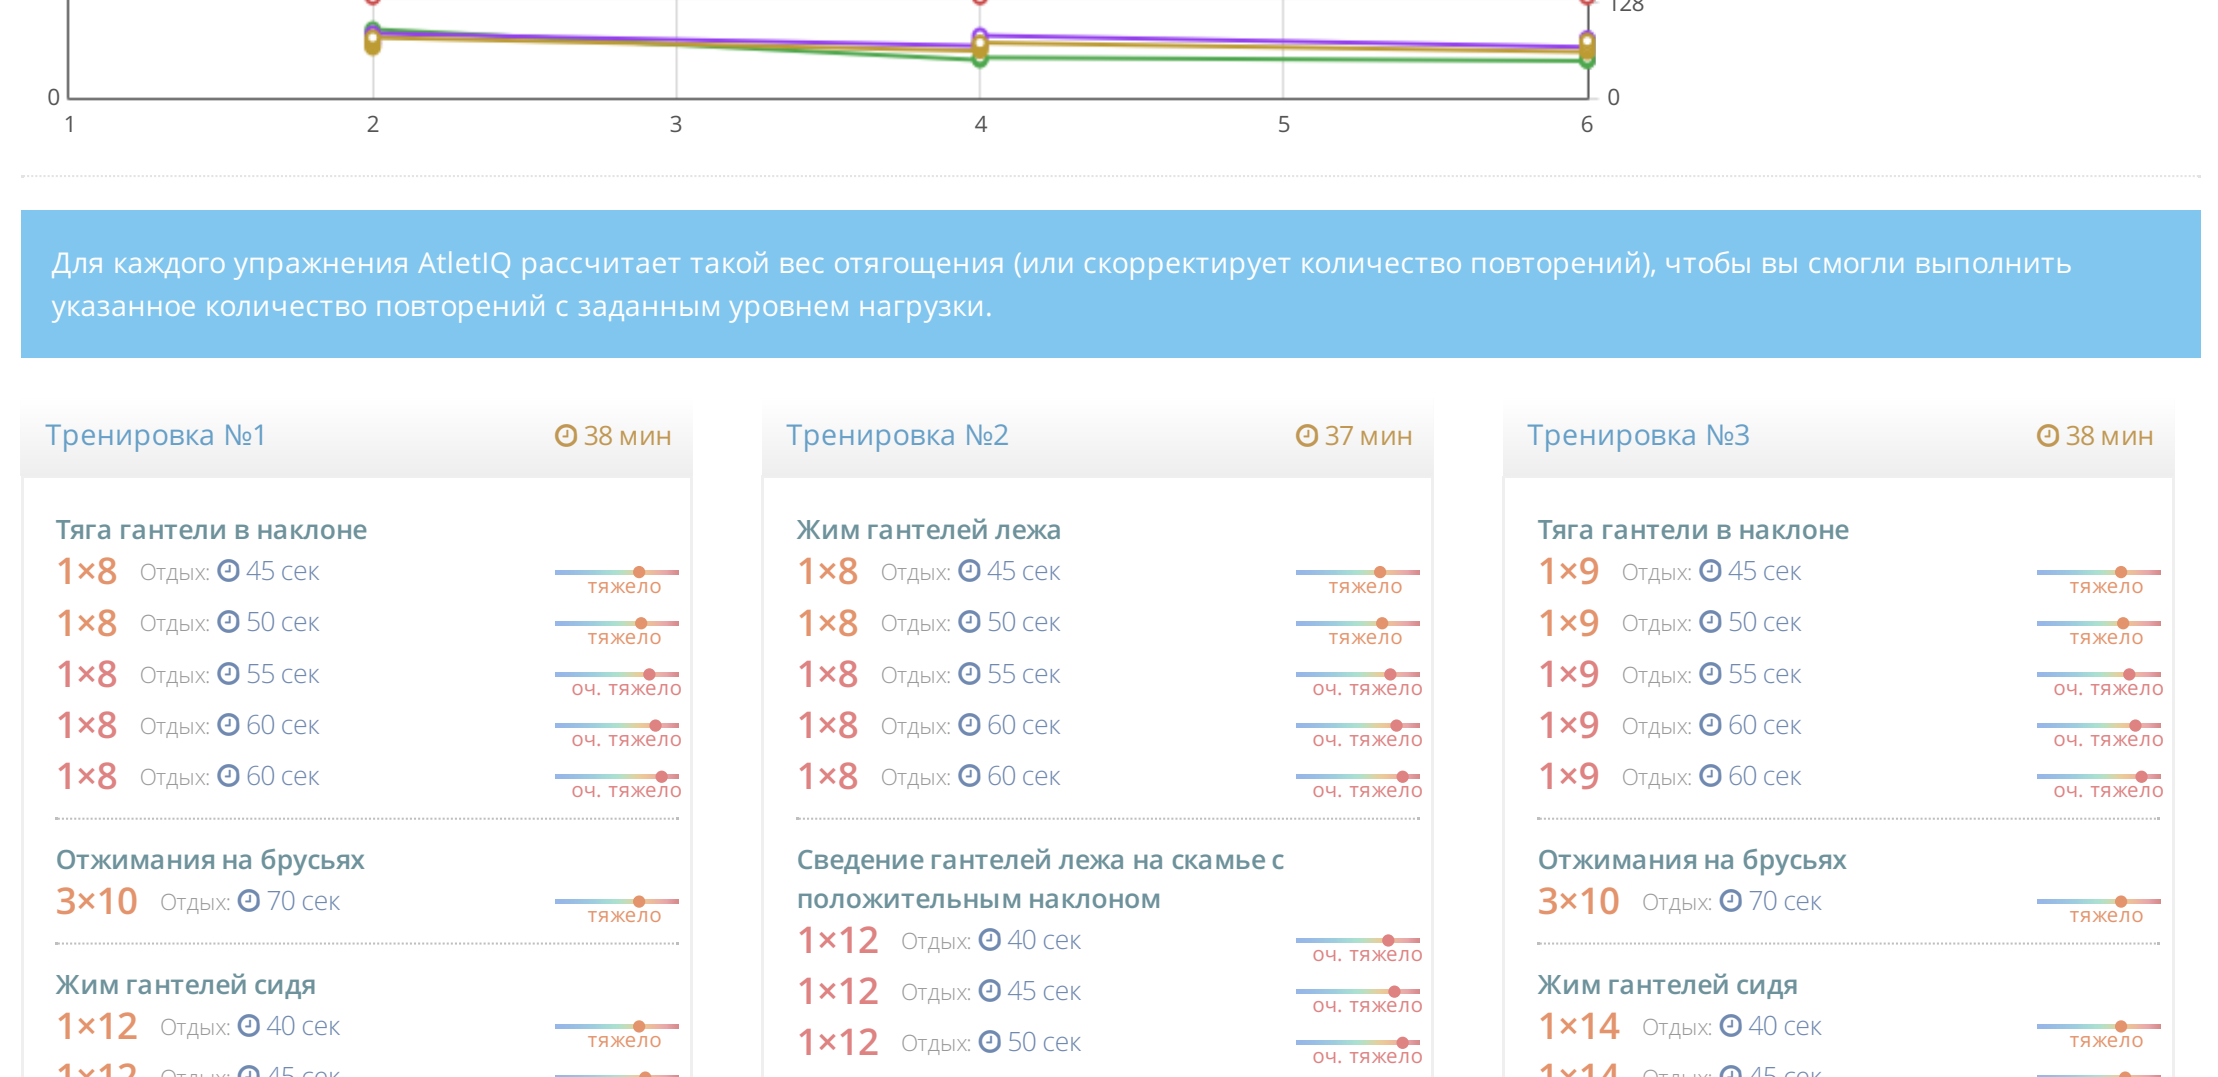 128
0
0
1
2
3
4
5
6
Для каждого упражнения AtletIQ рассчитает такой вес отягощения (или скорректирует количество повторений), чтобы вы смогли выполнить
указанное количество повторений с заданным уровнем нагрузки.
Тренировка №1
38 мин
Тяга гантели в наклоне
1×8 Отдых: 45 сек
тяжело
1×8 Отдых: 50 сек
тяжело
1×8 Отдых: 55 сек
оч. тяжело
1×8 Отдых: 60 сек
оч. тяжело
1×8 Отдых: 60 сек
оч. тяжело
Отжимания на брусьях
3×10 Отдых: 70 сек
тяжело
Жим гантелей сидя
1×12 Отдых: 40 сек
тяжело
1×12 Отдых: 45 сек
Тренировка №2
37 мин
Жим гантелей лежа
1×8 Отдых: 45 сек
тяжело
1×8 Отдых: 50 сек
тяжело
1×8 Отдых: 55 сек
оч. тяжело
1×8 Отдых: 60 сек
оч. тяжело
1×8 Отдых: 60 сек
оч. тяжело
Сведение гантелей лежа на скамье с
положительным наклоном
1×12 Отдых: 40 сек
оч. тяжело
1×12 Отдых: 45 сек
оч. тяжело
1×12 Отдых: 50 сек
оч. тяжело
Тренировка №3
38 мин
Тяга гантели в наклоне
1×9 Отдых: 45 сек
тяжело
1×9 Отдых: 50 сек
тяжело
1×9 Отдых: 55 сек
оч. тяжело
1×9 Отдых: 60 сек
оч. тяжело
1×9 Отдых: 60 сек
оч. тяжело
Отжимания на брусьях
3×10 Отдых: 70 сек
тяжело
Жим гантелей сидя
1×14 Отдых: 40 сек
тяжело
1×14 Отдых: 45 сек